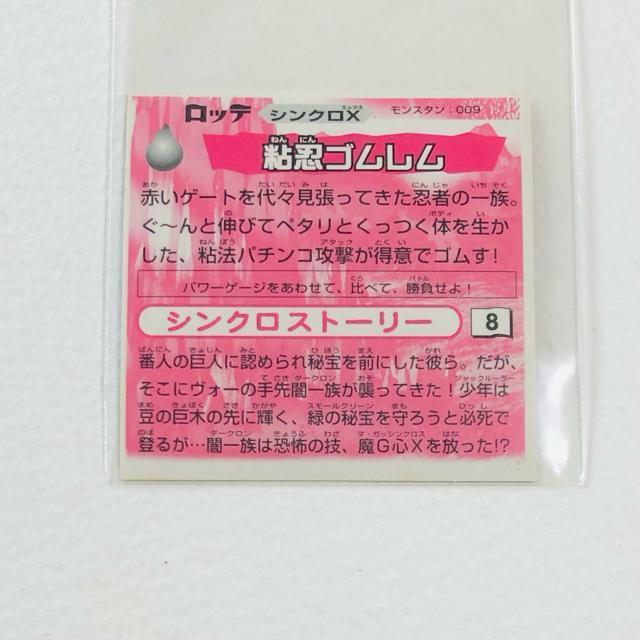 ロッテ シンクロX モンスタン：009
粘忍ゴムレム
赤いゲートを代々見張ってきた忍者の一族。
ぐ〜んと伸びてペタリとくっつく体を生か
した、粘法パチンコ攻撃が得意でゴムす！
パワーゲージをあわせて、比べて、勝負せよ！
シンクロストーリー 8
番人の巨人に認められ秘宝を前にした彼ら。だが、
そこにヴォーの手先闇一族が襲ってきた！少年は
豆の巨木の先に輝く、緑の秘宝を守ろうと必死で
登るが…闇一族は恐怖の技、魔G心Xを放った!?